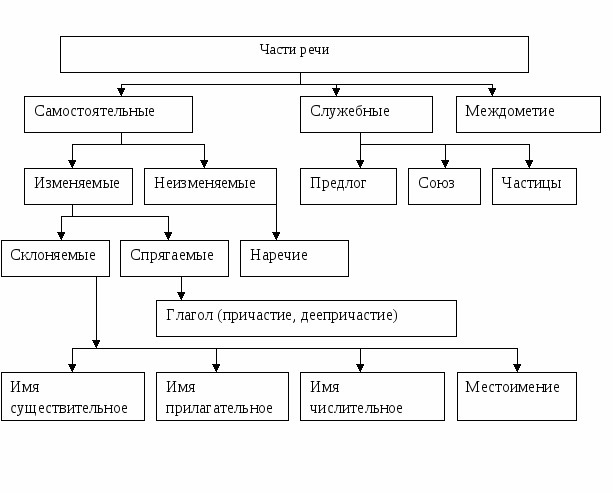 Части речи
Самостоятельные
Служебные
Междометие
Изменяемые
Неизменяемые
Предлог
Союз
Частицы
Склоняемые
Спрягаемые
Наречие
Глагол (причастие, деепричастие)
Имя
существительное
Имя
прилагательное
Имя
числительное
Местоимение